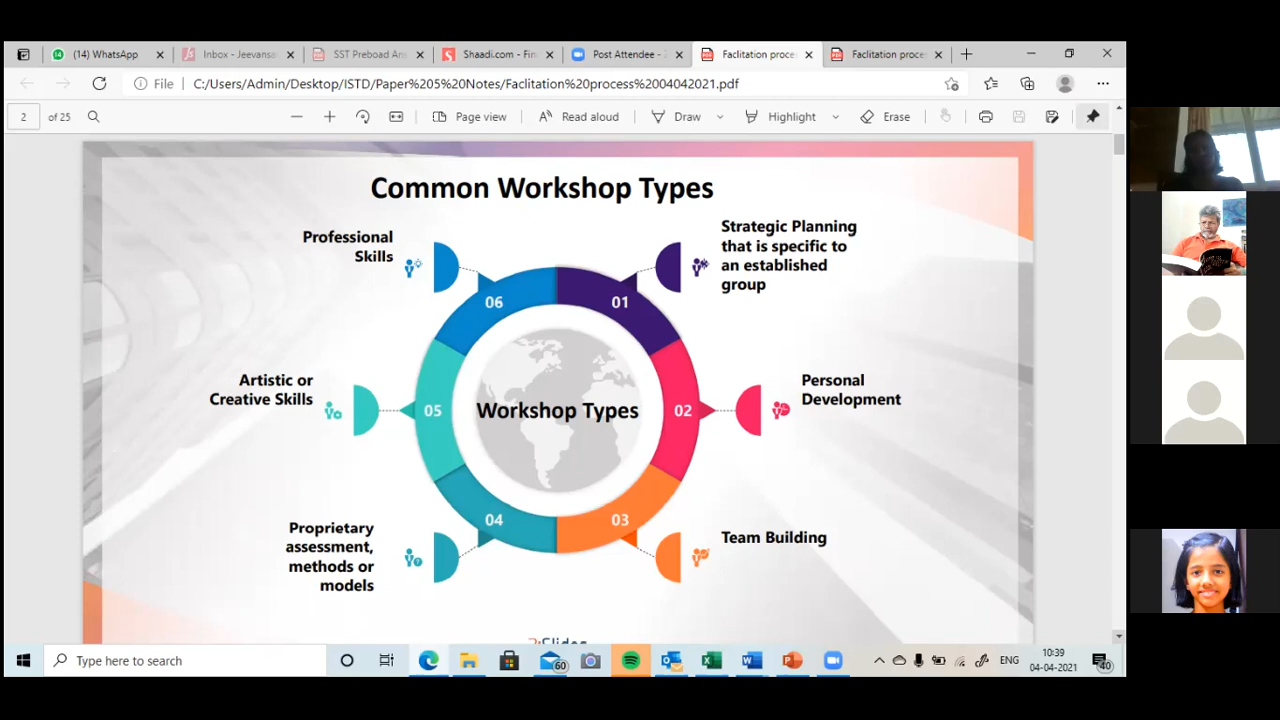 (14) WhatsApp
Inbox - Jeevansar
SST Preboad An
Shaadi.com - Fin
Post Attendee - Z
Faclitation proce
Faclitation proce
File
C:/Users/Admin/Desktop/ISTD/Paper%205%20Notes/Faclitation%20process%2004042021.pdf
2 of 25
Page view
Read aloud
Draw
Highlight
Erase
Common Workshop Types
Professional
Skills
Strategic Planning
that is specific to
an established
group
06
01
Artistic or
Creative Skills
05
Workshop Types
02
Personal
Development
04
03
Proprietary
assessment,
methods or
models
Team Building
Slides
Type here to search
60
ENG
10:39
04-04-2021
40